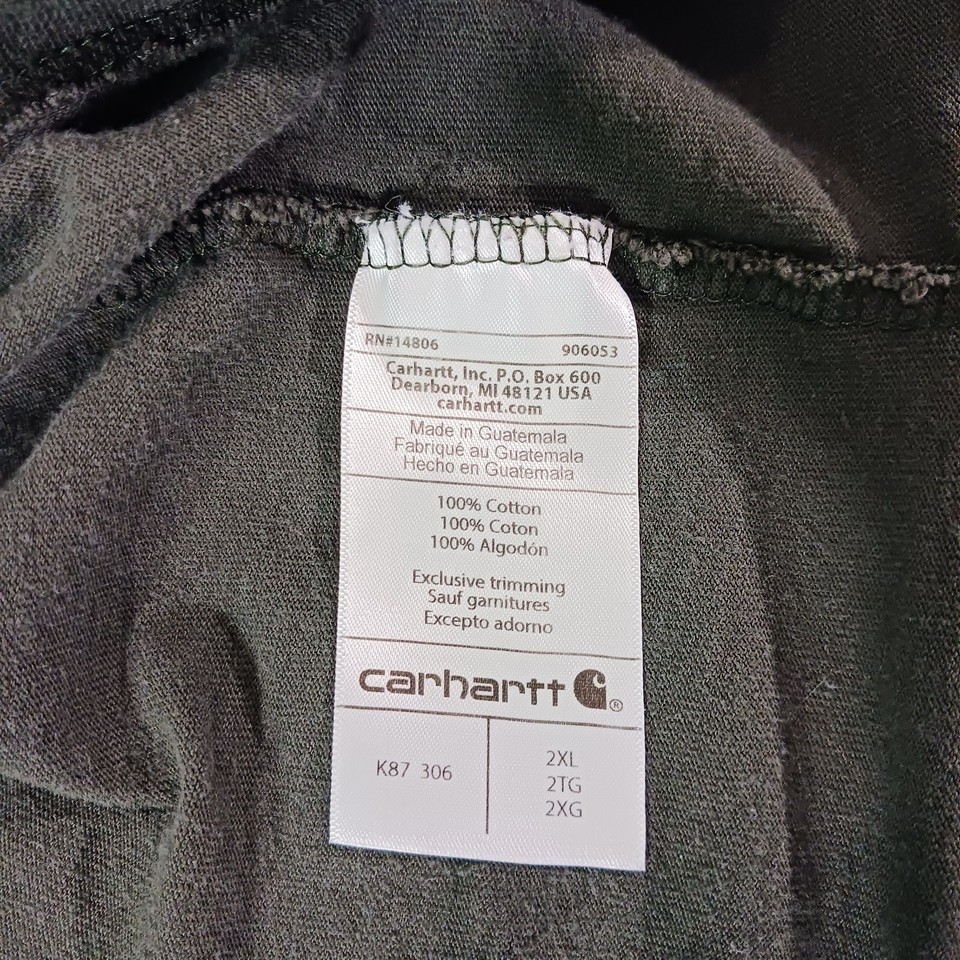 RN#14806 906053
Carhartt, Inc. P.O. Box 600
Dearborn, MI 48121 USA
carhartt.com
Made in Guatemala
Fabriqué au Guatemala
Hecho en Guatemala
100% Cotton
100% Coton
100% Algodón
Exclusive trimming
Sauf garnitures
Excepto adorno
carhartt ®
K87 306
2XL
2TG
2XG